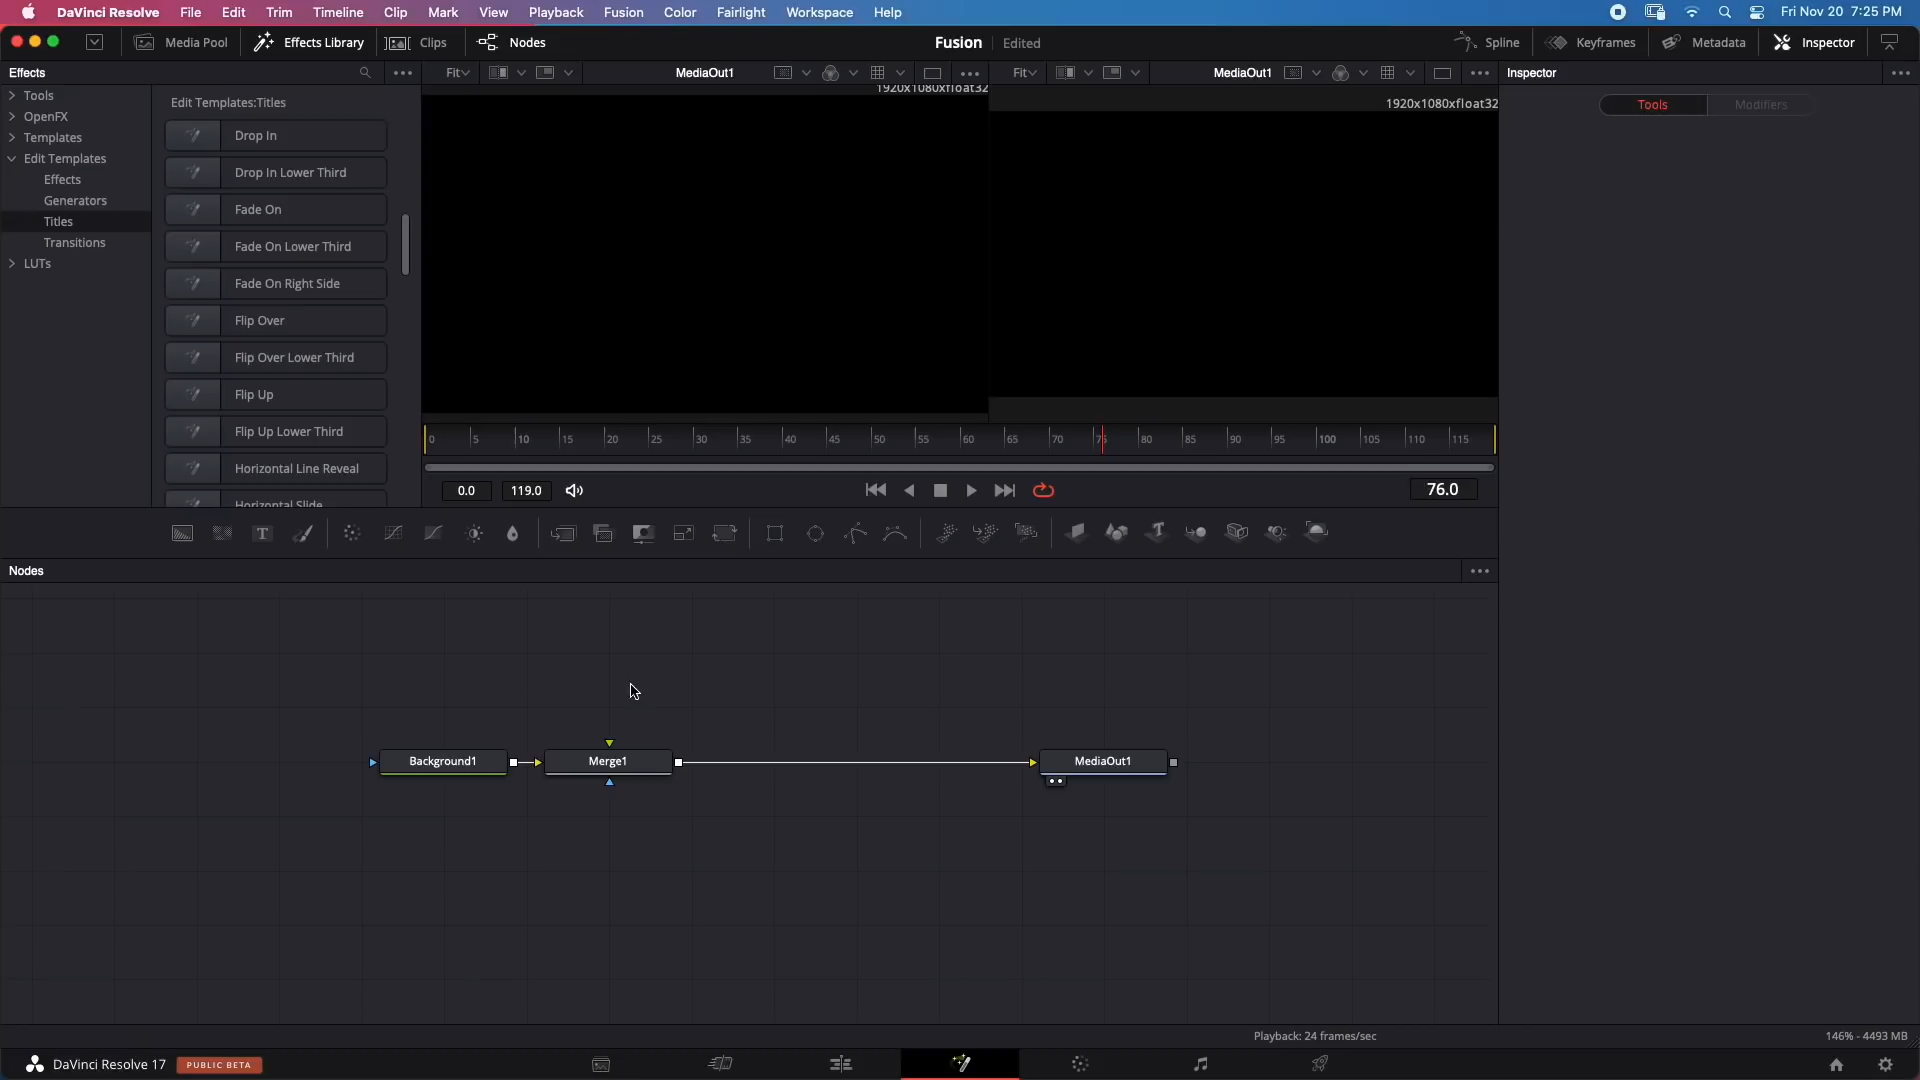 DaVinci Resolve File Edit Trim Timeline Clip Mark View Playback Fusion Color Fairlight Workspace Help Fri Nov 20 7:25 PM
Media Pool Effects Library Clips Nodes Fusion Edited Spline Keyframes Metadata Inspector
Effects Fit MediaOut1 Fit MediaOut1 Inspector
1920x1080xfloat32
1920x1080xfloat32
Tools Modifiers
Tools
OpenFX
Templates
Edit Templates
Effects
Generators
Titles
Transitions
LUTs
Edit Templates:Titles
Drop In
Drop In Lower Third
Fade On
Fade On Lower Third
Fade On Right Side
Flip Over
Flip Over Lower Third
Flip Up
Flip Up Lower Third
Horizontal Line Reveal
Horizontal Slide
0 5 10 15 20 25 30 35 40 45 50 55 60 65 70 75 80 85 90 95 100 105 110 115
0.0 119.0 76.0
T T
Nodes
Background1 Merge1 MediaOut1
Playback: 24 frames/sec 146% - 4493 MB
DaVinci Resolve 17 PUBLIC BETA